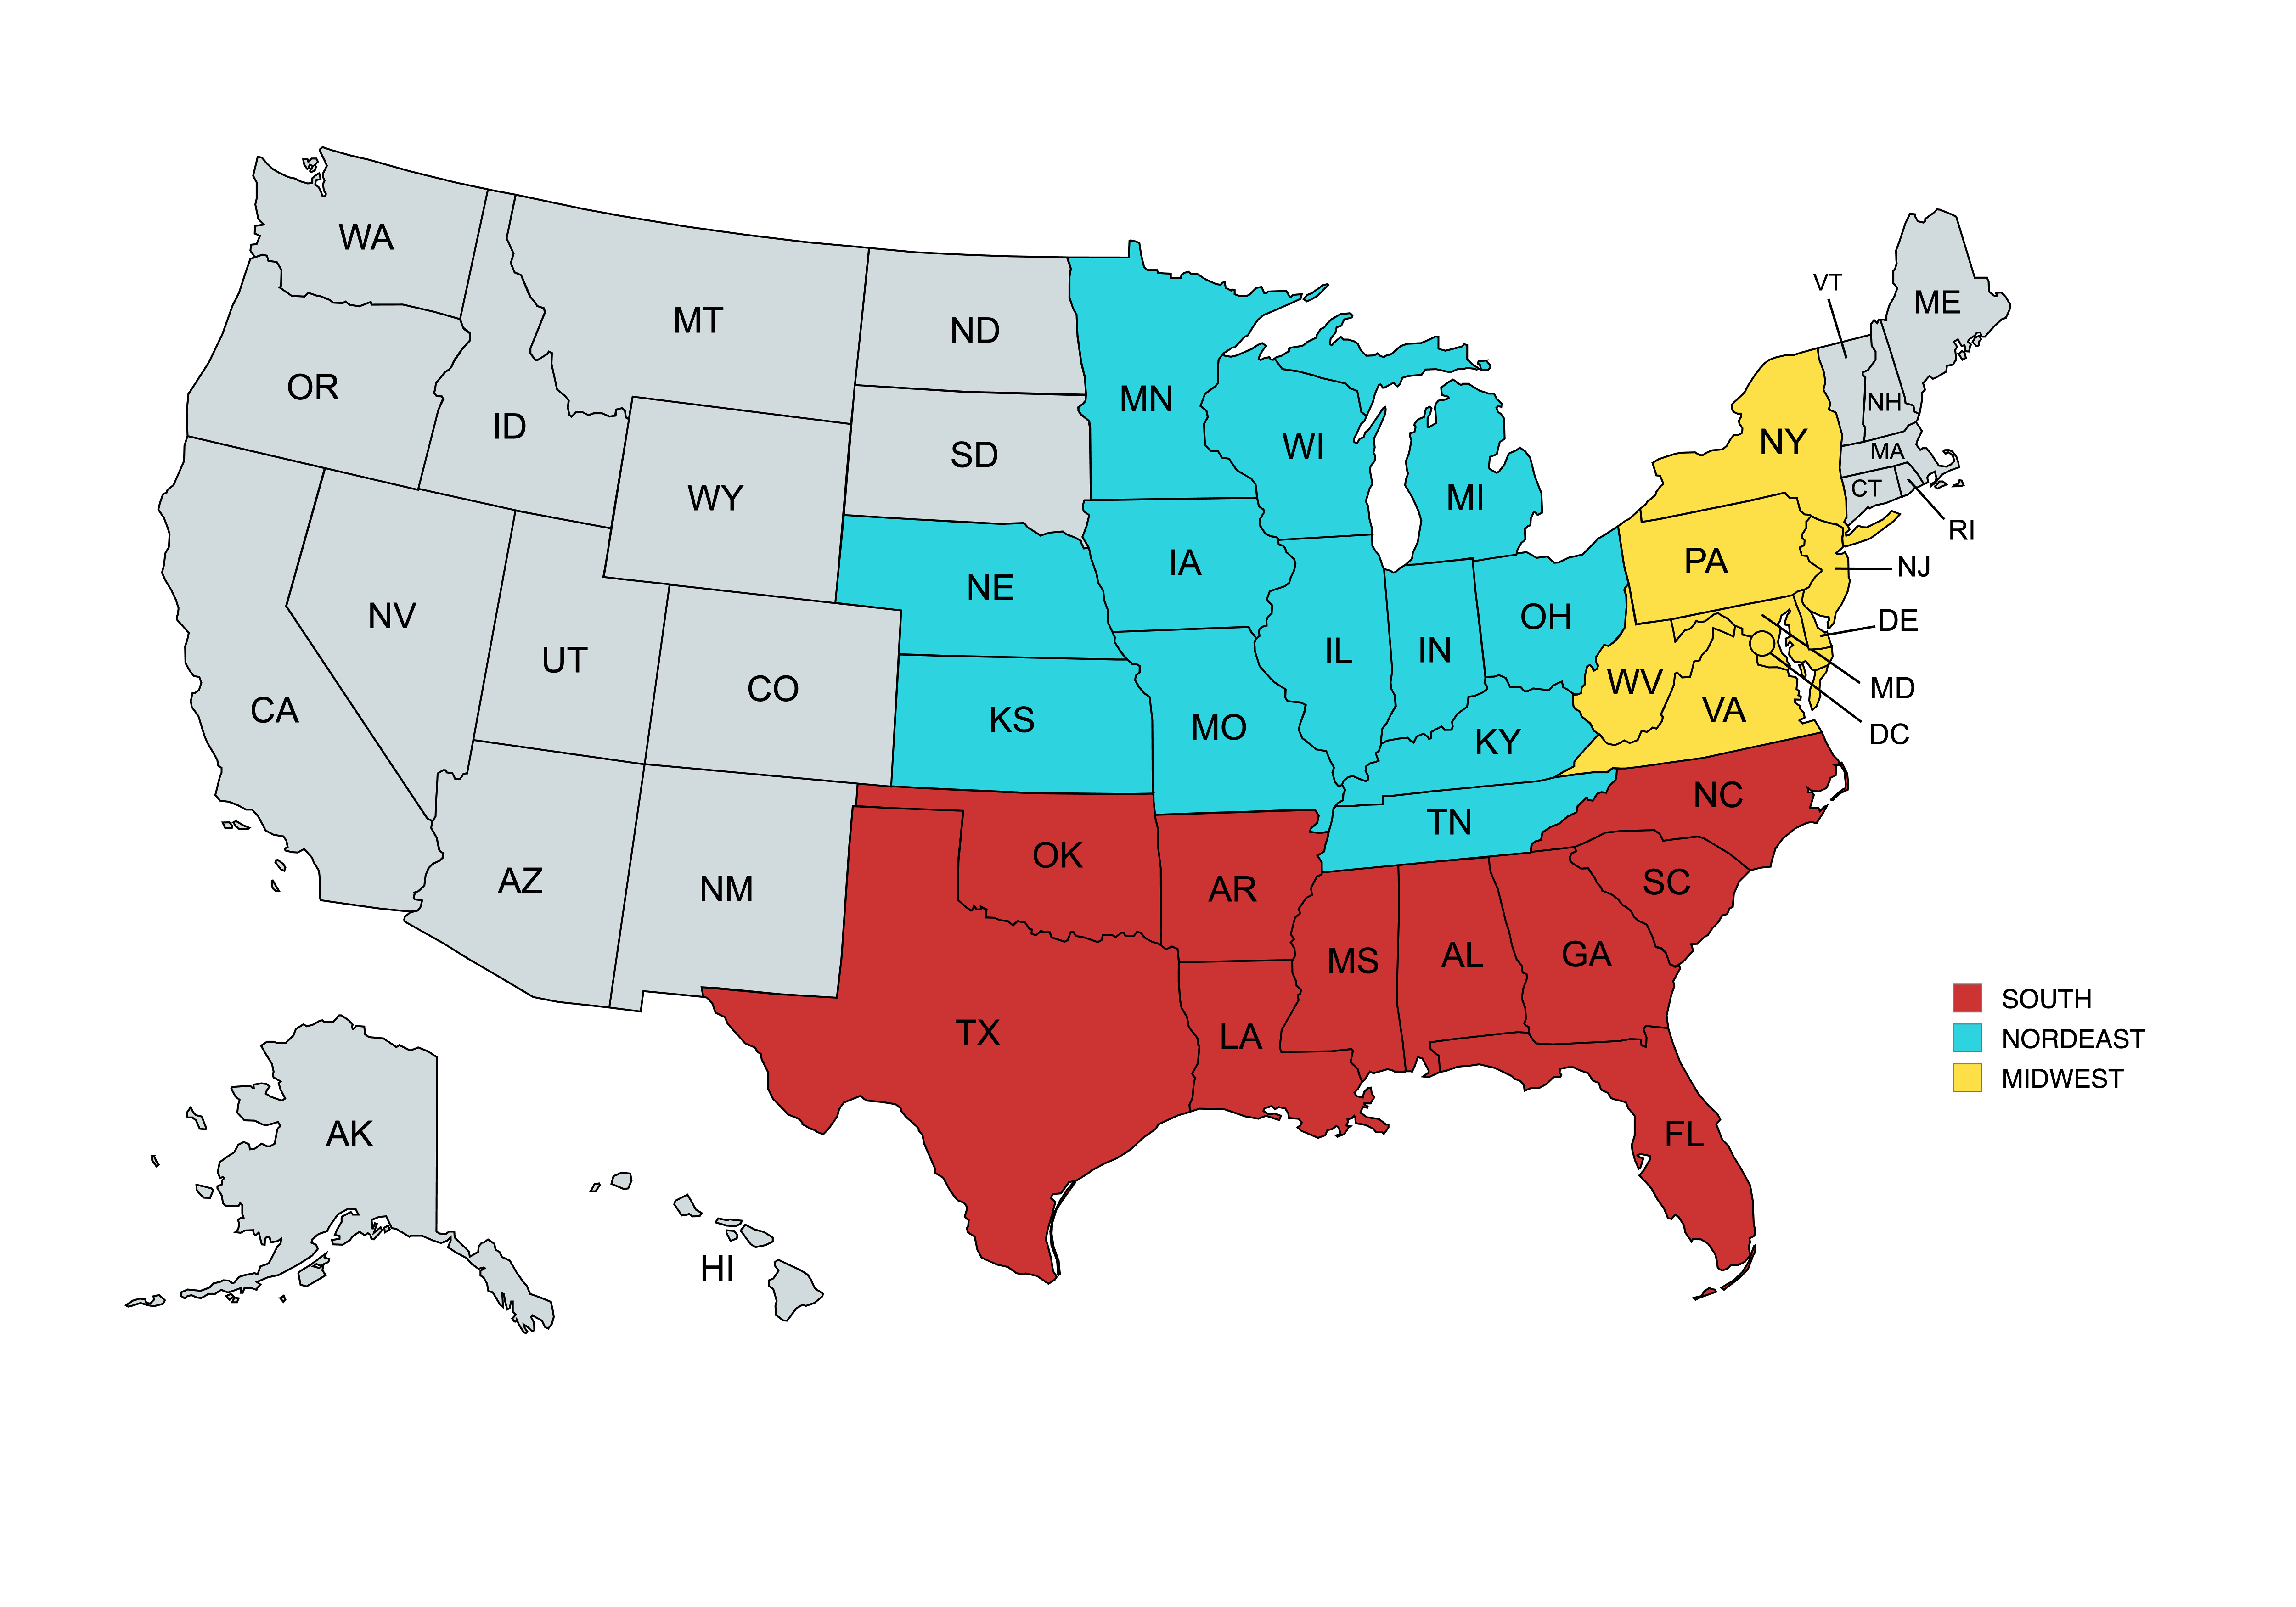 WA
MT
ND
MN
VT
ME
OR
ID
WY
SD
WI
MI
NY
NH
MA
CT
RI
NV
UT
CO
NE
IA
IL
IN
OH
PA
NJ
DE
MD
DC
CA
KS
MO
KY
WV
VA
AZ
NM
OK
AR
TN
NC
SC
TX
LA
MS
AL
GA
FL
AK
HI
SOUTH
NORDEAST
MIDWEST